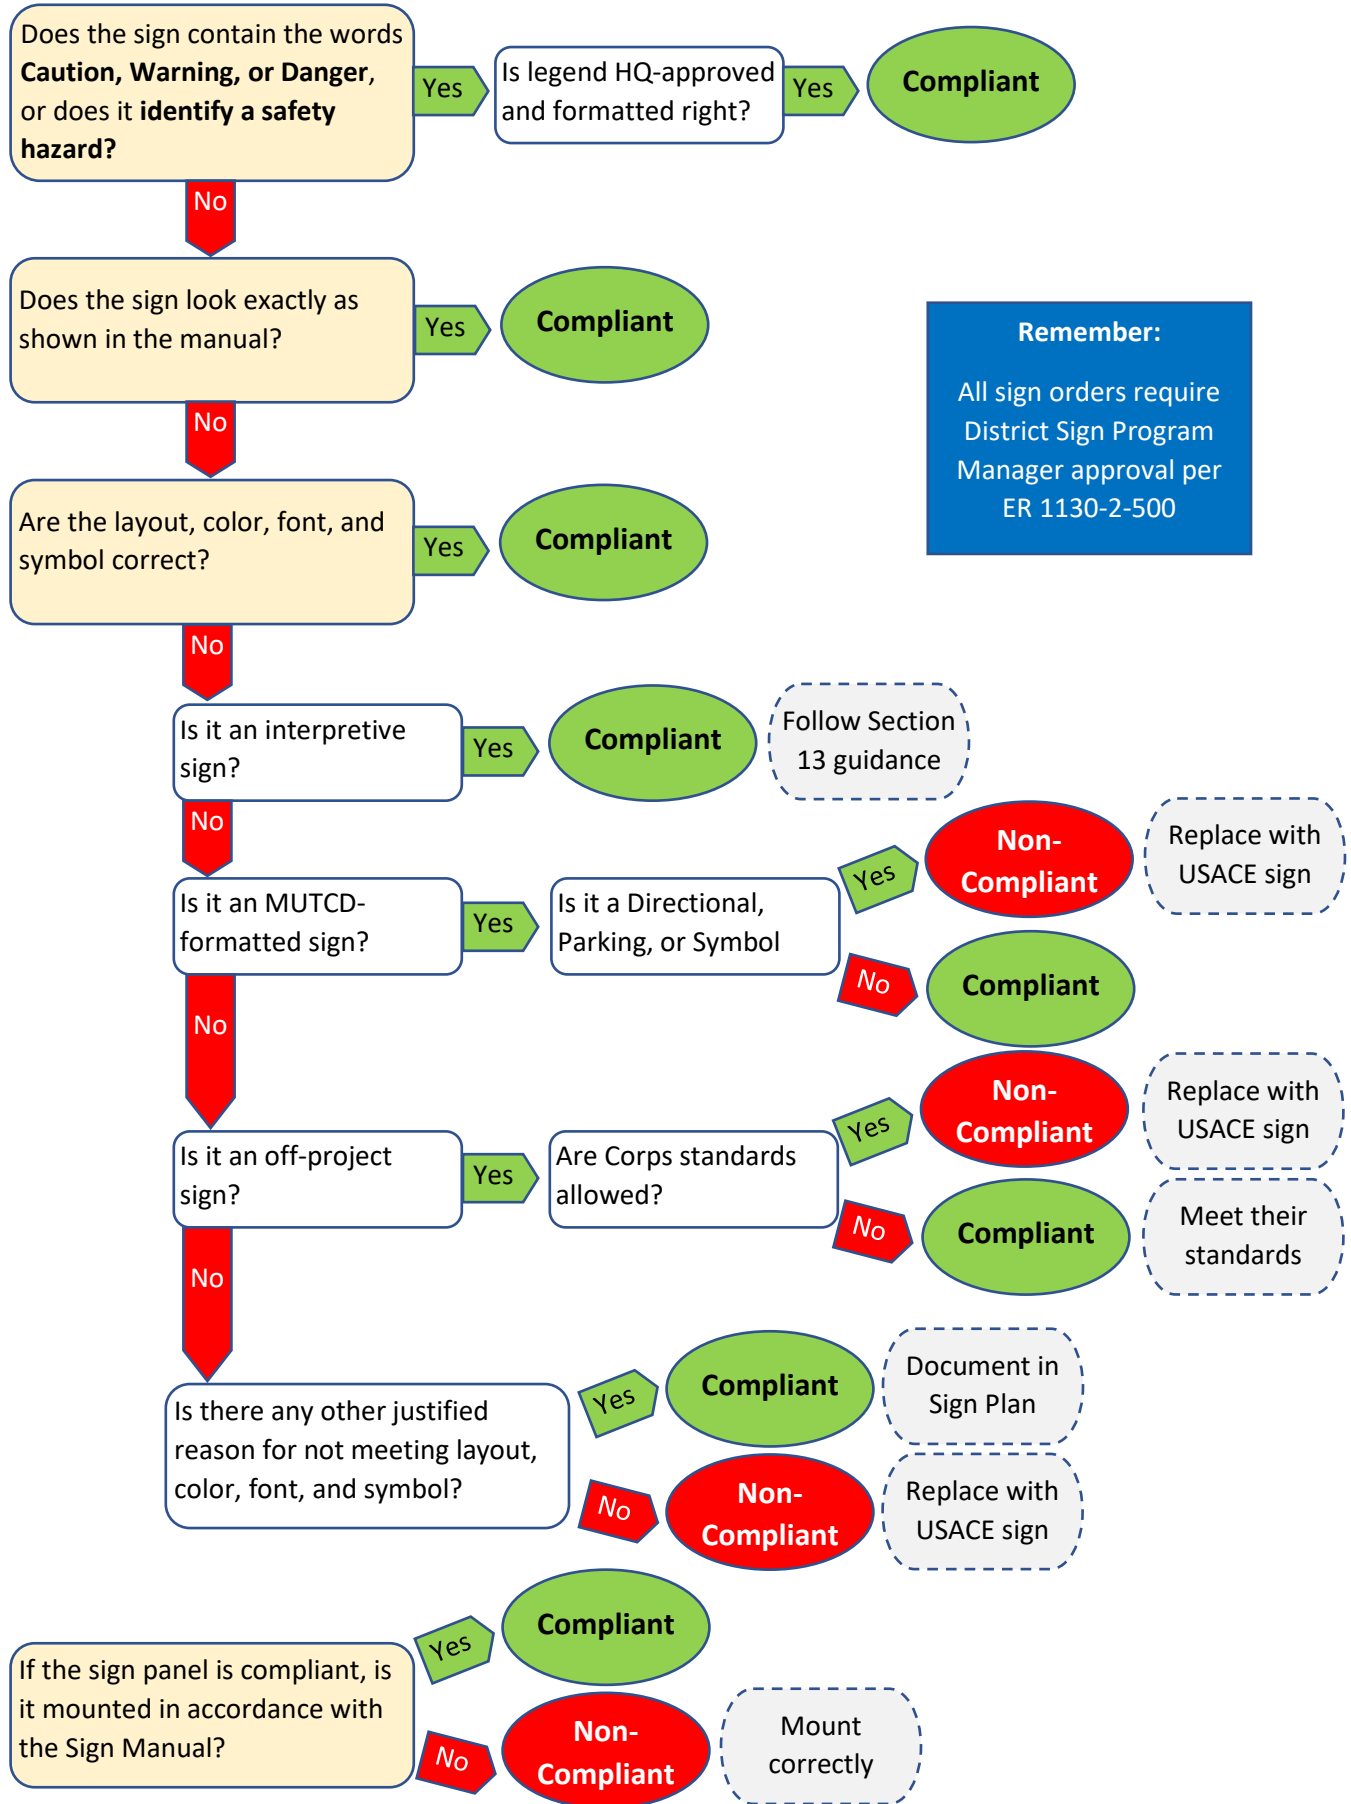 Does the sign contain the words
Caution, Warning, or Danger,
or does it identify a safety
hazard?
Yes
Is legend HQ-approved
and formatted right?
Yes
Compliant
No
Does the sign look exactly as
shown in the manual?
Yes
Compliant
Remember:
All sign orders require
District Sign Program
Manager approval per
ER 1130-2-500
No
Are the layout, color, font, and
symbol correct?
Yes
Compliant
No
Is it an interpretive
sign?
Yes
Compliant
Follow Section
13 guidance
No
Is it an MUTCD-
formatted sign?
Yes
Is it a Directional,
Parking, or Symbol
Yes
Non-
Compliant
Replace with
USACE sign
No
Compliant
No
Is it an off-project
sign?
Yes
Are Corps standards
allowed?
Yes
Non-
Compliant
Replace with
USACE sign
No
Compliant
Meet their
standards
No
Is there any other justified
reason for not meeting layout,
color, font, and symbol?
Yes
Compliant
Document in
Sign Plan
No
Non-
Compliant
Replace with
USACE sign
If the sign panel is compliant, is
it mounted in accordance with
the Sign Manual?
Yes
Compliant
No
Non-
Compliant
Mount
correctly